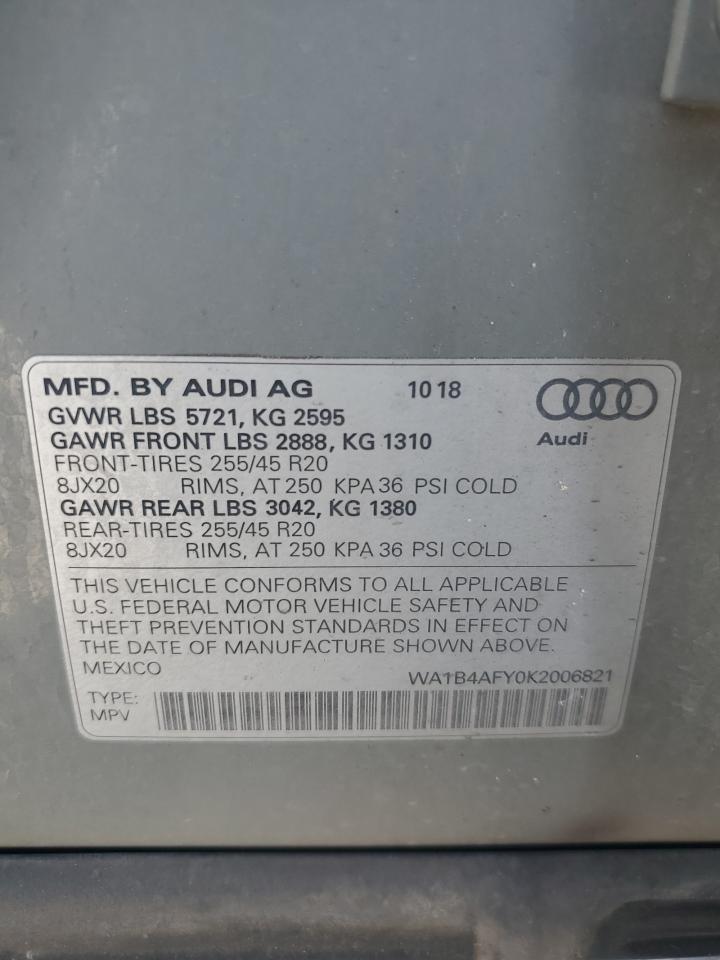 MFD. BY AUDI AG 10 18
GVWR LBS 5721, KG 2595
GAWR FRONT LBS 2888, KG 1310
Audi
FRONT-TIRES 255/45 R20
8JX20 RIMS, AT 250 KPA 36 PSI COLD
GAWR REAR LBS 3042, KG 1380
REAR-TIRES 255/45 R20
8JX20 RIMS, AT 250 KPA 36 PSI COLD
THIS VEHICLE CONFORMS TO ALL APPLICABLE
U.S. FEDERAL MOTOR VEHICLE SAFETY AND
THEFT PREVENTION STANDARDS IN EFFECT ON
THE DATE OF MANUFACTURE SHOWN ABOVE.
MEXICO WA1B4AFY0K2006821
TYPE:
MPV